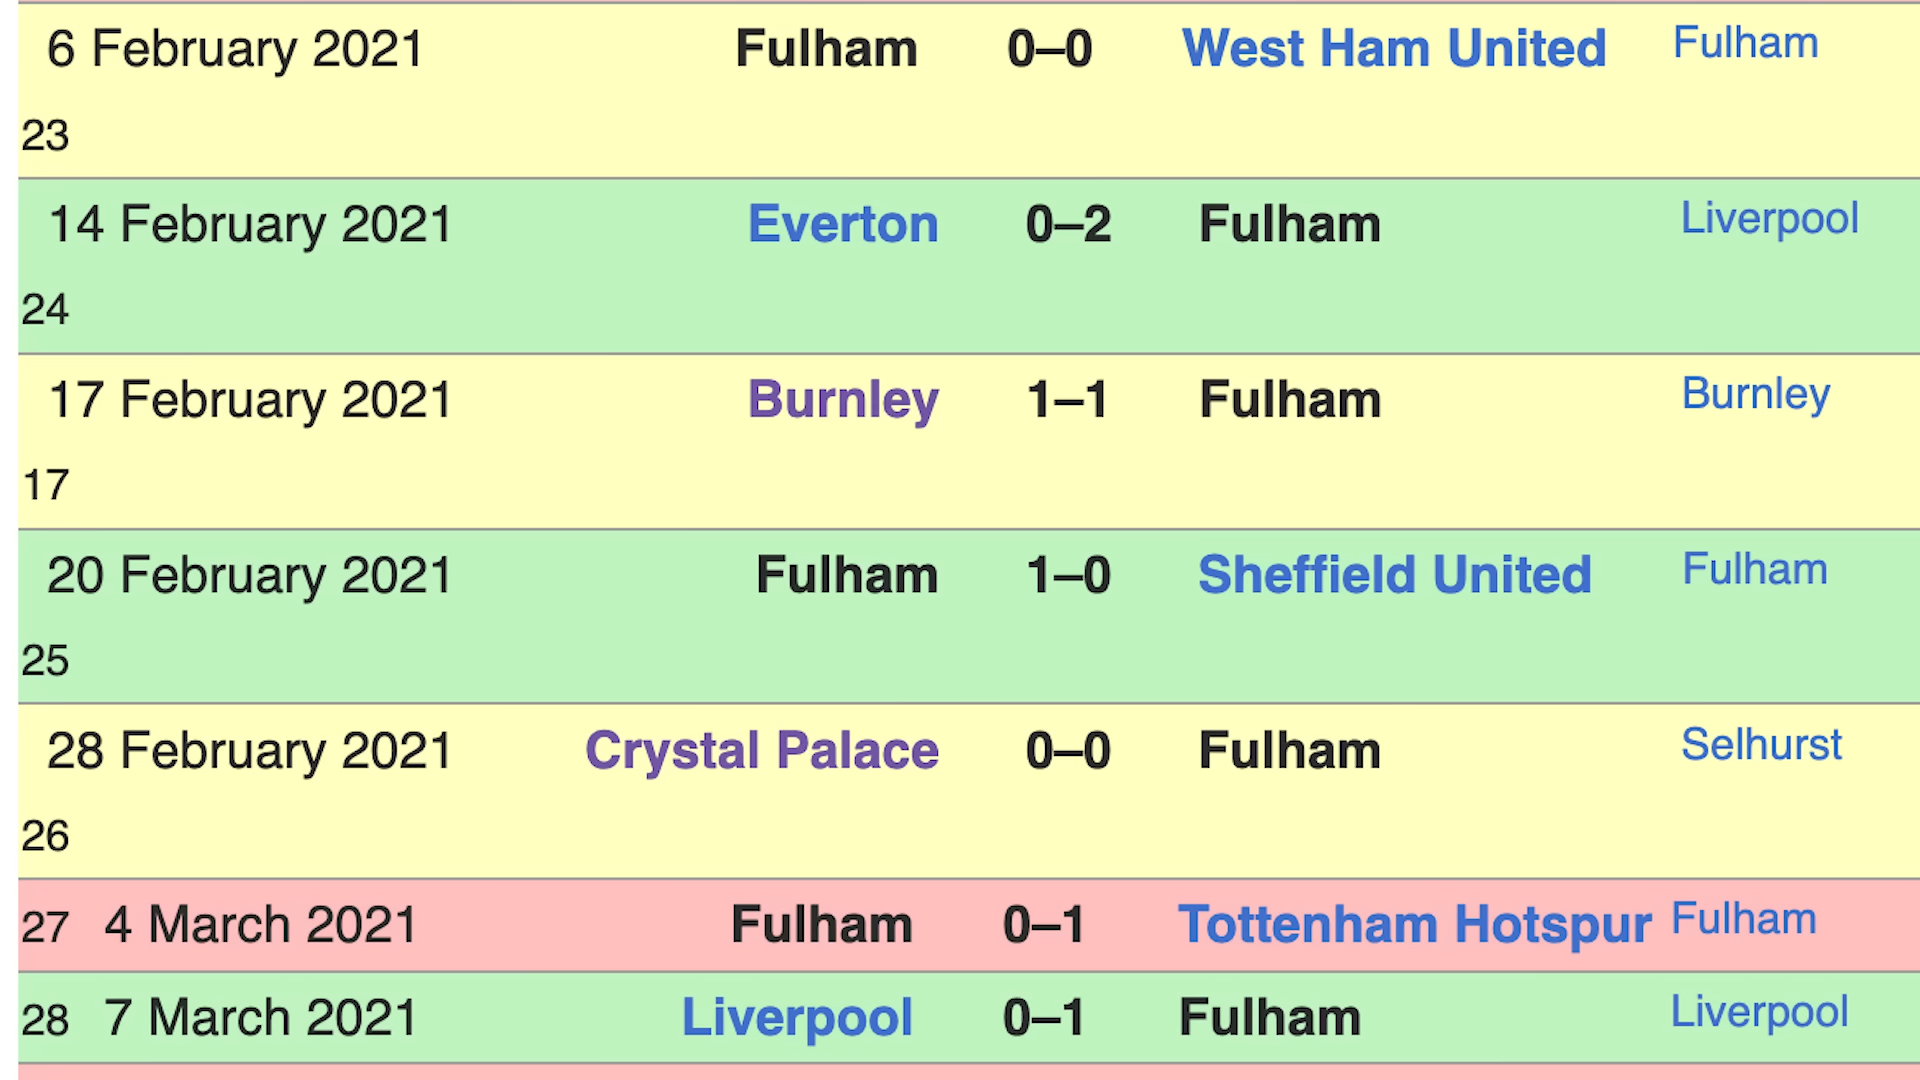 6 February 2021 Fulham 0–0 West Ham United Fulham
23
14 February 2021 Everton 0–2 Fulham Liverpool
24
17 February 2021 Burnley 1–1 Fulham Burnley
17
20 February 2021 Fulham 1–0 Sheffield United Fulham
25
28 February 2021 Crystal Palace 0–0 Fulham Selhurst
26
27 4 March 2021 Fulham 0–1 Tottenham Hotspur Fulham
28 7 March 2021 Liverpool 0–1 Fulham Liverpool